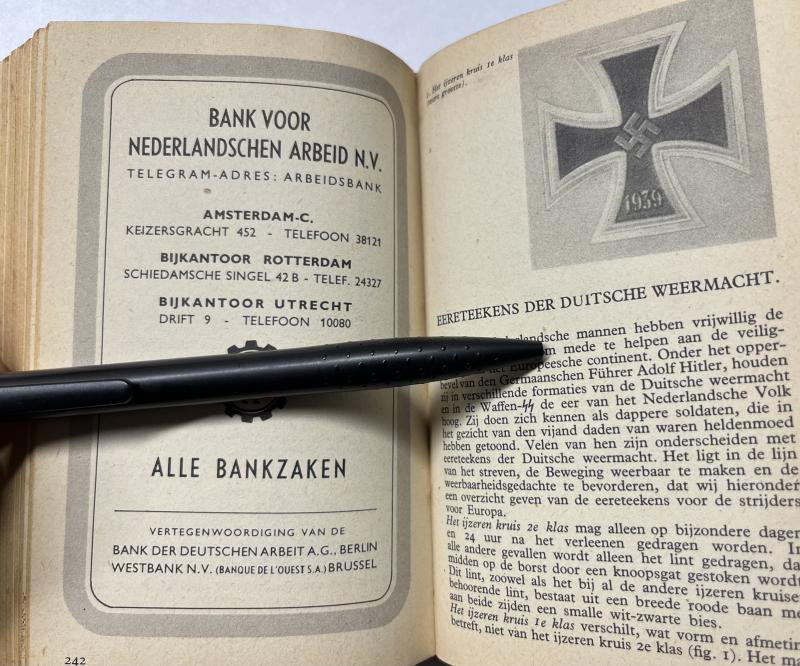 BANK VOOR
NEDERLANDSCHEN ARBEID N.V.
TELEGRAM-ADRES: ARBEIDSBANK
AMSTERDAM-C.
KEIZERSGRACHT 452 - TELEFOON 38121
BIJKANTOOR ROTTERDAM
SCHIEDAMSCHE SINGEL 42 B - TELEF. 24327
BIJKANTOOR UTRECHT
DRIFT 9 - TELEFOON 10080
ALLE BANKZAKEN
VERTEGENWOORDIGING VAN DE
BANK DER DEUTSCHEN ARBEIT A.G., BERLIN
WESTBANK N.V. (BANQUE DE L'OUEST S.A.) BRUSSEL
242
1. Het ijzeren kruis 1e klas
grootte).
1939
EERETEEKENS DER DUITSCHE WEERMACHT.
mannen hebben vrijwillig de
mede te helpen aan de veilig-
het Europeesche continent. Onder het opper-
bevel van den Germaanschen Führer Adolf Hitler, houden
zij in verschillende formaties van de Duitsche weermacht
en in de Waffen-ᛋᛋ de eer van het Nederlandsche Volk
hoog. Zij doen zich kennen als dappere soldaten, die in
het gezicht van den vijand daden van waren heldenmoed
hebben getoond. Velen van hen zijn onderscheiden met
eereteekens der Duitsche weermacht. Het ligt in de lijn
van het streven, de Beweging weerbaar te maken en de
weerbaarheidsgedachte te bevorderen, dat wij hieronder
een overzicht geven van de eereteekens voor de strijders
voor Europa.
Het ijzeren kruis 2e klas mag alleen op bijzondere dagen
en 24 uur na het verleenen gedragen worden. In
alle andere gevallen wordt alleen het lint gedragen, da
midden op de borst door een knoopsgat gestoken wordt
Dit lint, zoowel als het bij al de andere ijzeren kruise
behoorende lint, bestaat uit een breede roode baan me
aan beide zijden een smalle wit-zwarte bies.
Het ijzeren kruis 1e klas verschilt, wat vorm en afmetin
betreft, niet van het ijzeren kruis 2e klas (fig. 1). Het ma